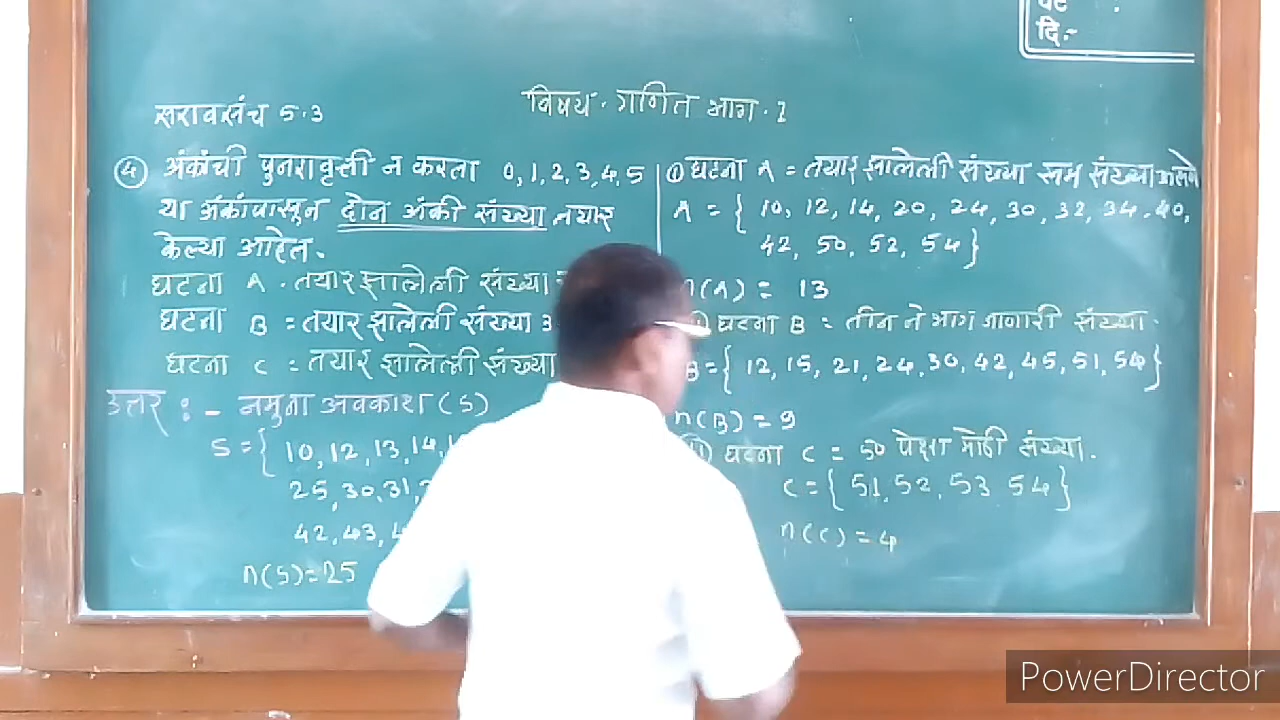 दि:-
विषय. गणित भाग. 1
सरावसंच 5.3
④ अंकांची पुनरावृत्ती न करता 0, 1, 2, 3, 4, 5
या अंकांपासून दोन अंकी संख्या तयार
केल्या आहेत.
घटना A . तयार झालेली संख्या
घटना B = तयार झालेली संख्या
घटना C = तयार झालेली संख्या
उत्तर :- नमुना अवकाश (S)
S = { 10, 12, 13, 14,
25, 30, 31,
42, 43,
n(S)=25
① घटना A = तयार झालेली संख्या सम संख्या असणे
A = { 10, 12, 14, 20, 24, 30, 32, 34, 40,
42, 50, 52, 54}
n(A) = 13
घटना B = तीन ने भाग जाणारी संख्या.
B={ 12, 15, 21, 24, 30, 42, 45, 51, 54}
n(B) = 9
घटना C = 50 पेक्षा मोठी संख्या.
C = { 51, 52, 53 54}
n(C) = 4
PowerDirector